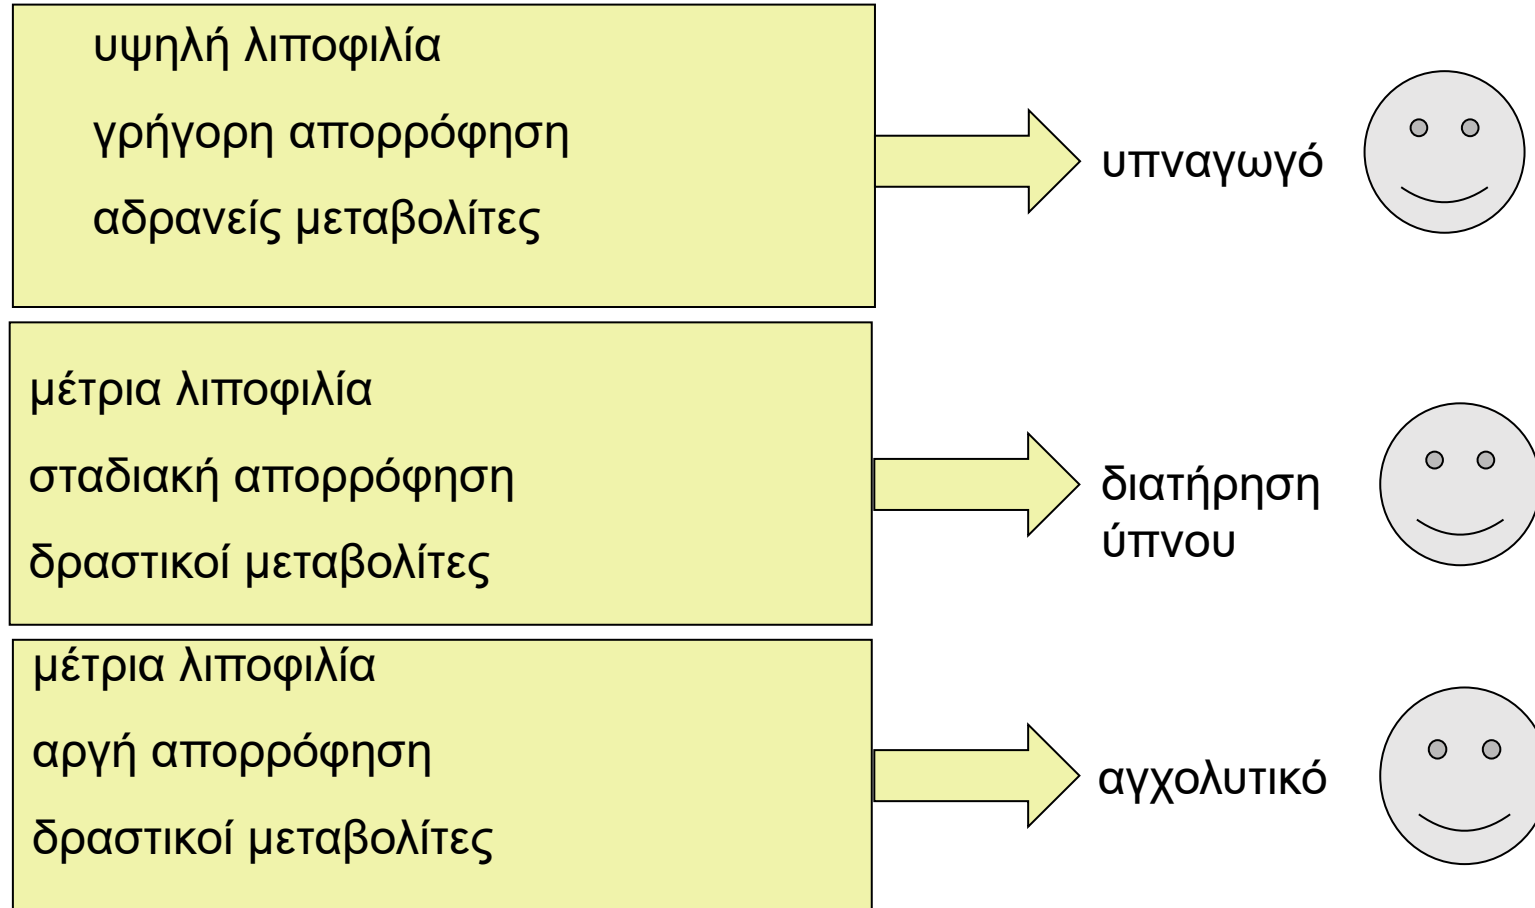 υψηλή λιποφιλία
γρήγορη απορρόφηση
αδρανείς μεταβολίτες
υπναγωγό
μέτρια λιποφιλία
σταδιακή απορρόφηση
δραστικοί μεταβολίτες
διατήρηση
ύπνου
μέτρια λιποφιλία
αργή απορρόφηση
δραστικοί μεταβολίτες
αγχολυτικό